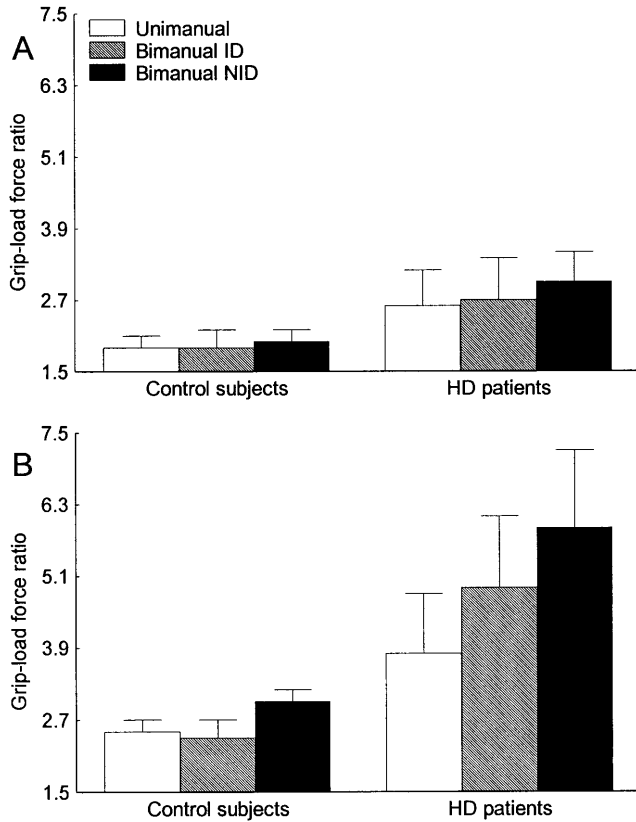 A
7.5
6.3
5.1
3.9
2.7
1.5
Grip-load force ratio
Unimanual
Bimanual ID
Bimanual NID
Control subjects
HD patients
B
7.5
6.3
5.1
3.9
2.7
1.5
Grip-load force ratio
Control subjects
HD patients